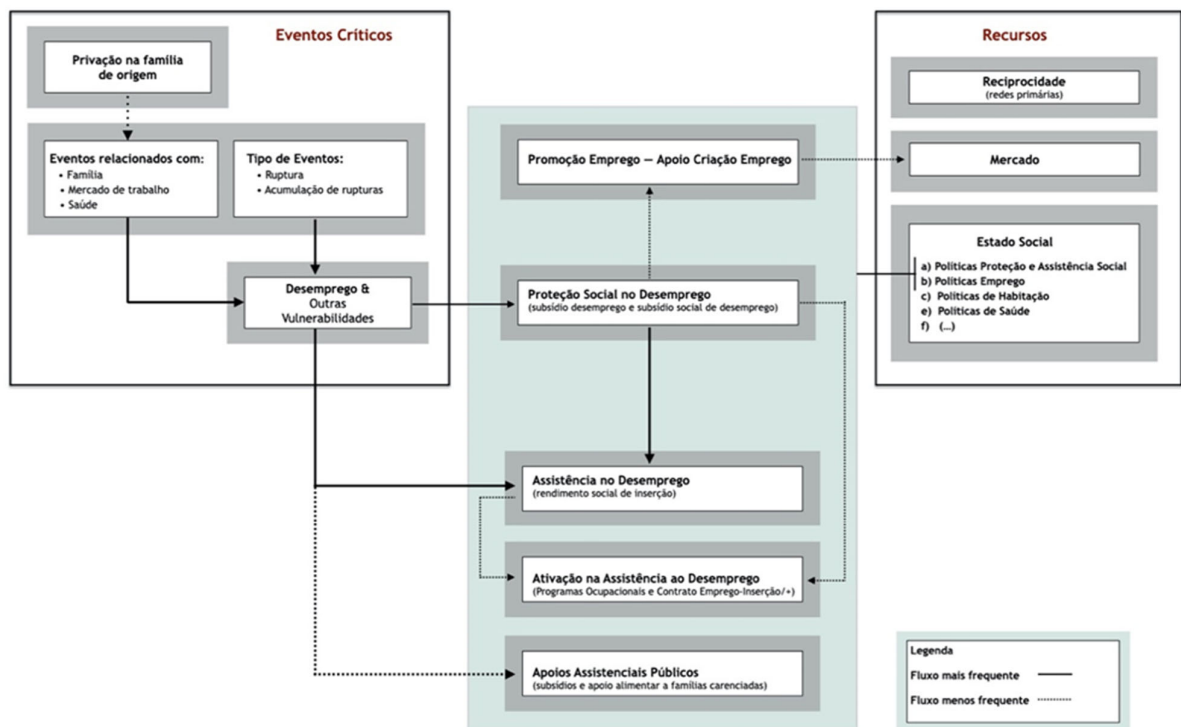 Eventos Críticos
Privação na família
de origem
Eventos relacionados com:
• Família
• Mercado de trabalho
• Saúde
Tipo de Eventos:
• Ruptura
• Acumulação de rupturas
Desemprego &
Outras
Vulnerabilidades
Promoção Emprego — Apoio Criação Emprego
Proteção Social no Desemprego
(subsídio desemprego e subsídio social de desemprego)
Assistência no Desemprego
(rendimento social de inserção)
Ativação na Assistência ao Desemprego
(Programas Ocupacionais e Contrato Emprego-Inserção/+)
Apoios Assistenciais Públicos
(subsídios e apoio alimentar a famílias carenciadas)
Recursos
Reciprocidade
(redes primárias)
Mercado
Estado Social
a) Políticas Proteção e Assistência Social
b) Políticas Emprego
c) Políticas de Habitação
e) Políticas de Saúde
f) (…)
Legenda
Fluxo mais frequente
Fluxo menos frequente